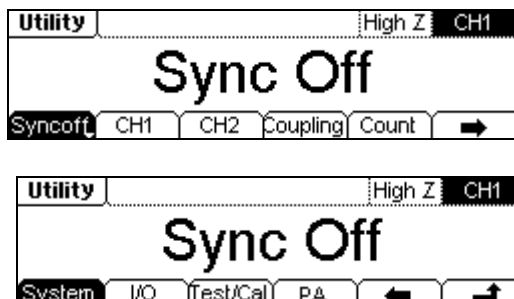 Utility High Z CH1
Sync Off
Syncoff CH1 CH2 Coupling Count
Utility High Z CH1
Sync Off
System I/O Test/Cal PA